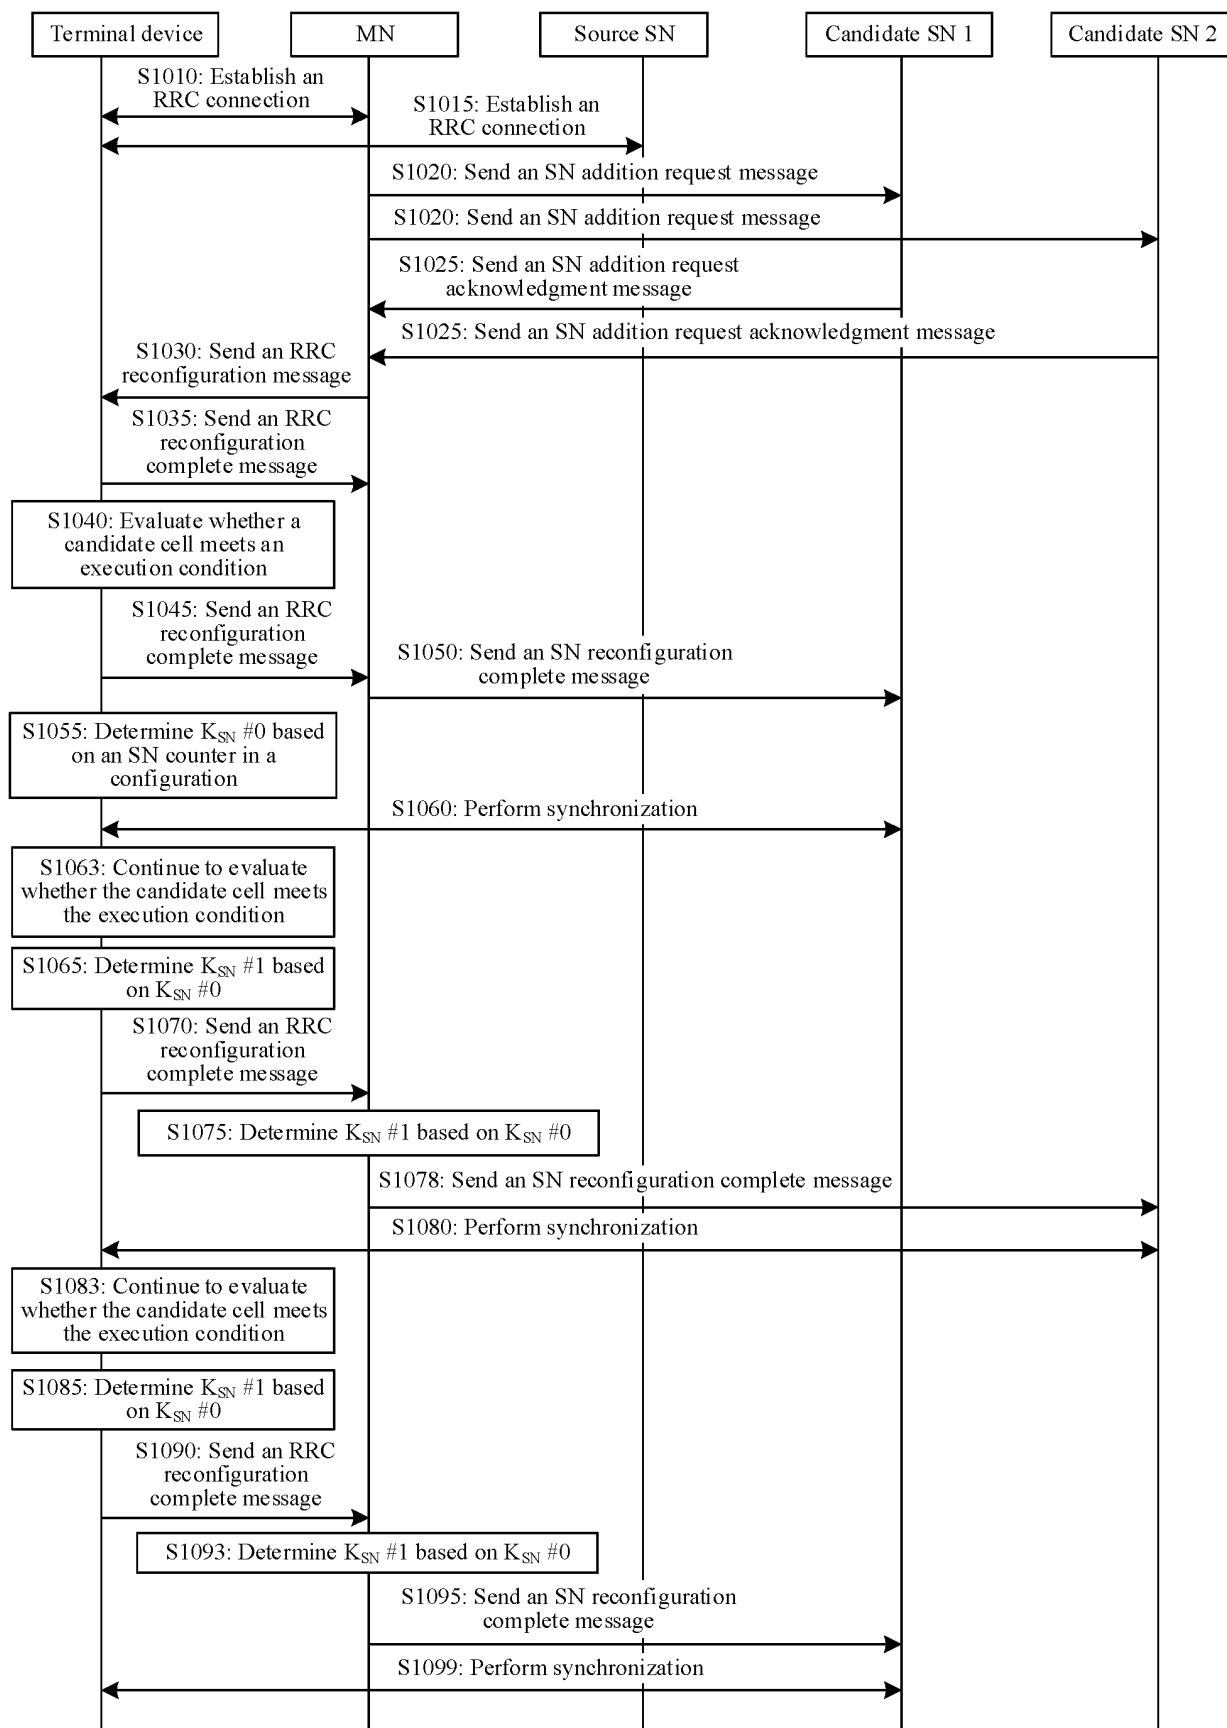 Terminal device
MN
Source SN
Candidate SN 1
Candidate SN 2
S1010: Establish an
RRC connection
S1015: Establish an
RRC connection
S1020: Send an SN addition request message
S1020: Send an SN addition request message
S1025: Send an SN addition request
acknowledgment message
S1025: Send an SN addition request acknowledgment message
S1030: Send an RRC
reconfiguration message
S1035: Send an RRC
reconfiguration
complete message
S1040: Evaluate whether a
candidate cell meets an
execution condition
S1045: Send an RRC
reconfiguration
complete message
S1050: Send an SN reconfiguration
complete message
S1055: Determine KSN #0 based
on an SN counter in a
configuration
S1060: Perform synchronization
S1063: Continue to evaluate
whether the candidate cell meets
the execution condition
S1065: Determine KSN #1 based
on KSN #0
S1070: Send an RRC
reconfiguration
complete message
S1075: Determine KSN #1 based on KSN #0
S1078: Send an SN reconfiguration complete message
S1080: Perform synchronization
S1083: Continue to evaluate
whether the candidate cell meets
the execution condition
S1085: Determine KSN #1 based
on KSN #0
S1090: Send an RRC
reconfiguration
complete message
S1093: Determine KSN #1 based on KSN #0
S1095: Send an SN reconfiguration
complete message
S1099: Perform synchronization